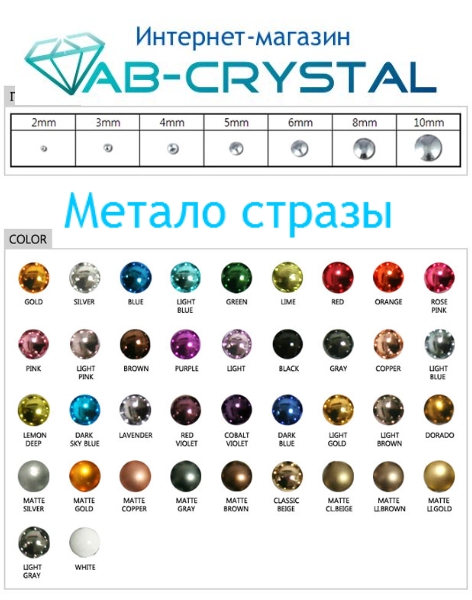 Интернет-магазин
AB-CRYSTAL
2mm 3mm 4mm 5mm 6mm 8mm 10mm
Метало стразы
COLOR
GOLD SILVER BLUE LIGHT BLUE GREEN LIME RED ORANGE ROSE PINK
PINK LIGHT PINK BROWN PURPLE LIGHT BLACK GRAY COPPER LIGHT BLUE
LEMON DEEP DARK SKY BLUE LAVENDER RED VIOLET COBALT VIOLET DARK BLUE LIGHT GOLD LIGHT BROWN DORADO
MATTE SILVER MATTE GOLD MATTE COPPER MATTE GRAY MATTE BROWN CLASSIC BEIGE MATTE CL.BEIGE MATTE LI.BROWN MATTE LI.GOLD
LIGHT GRAY WHITE